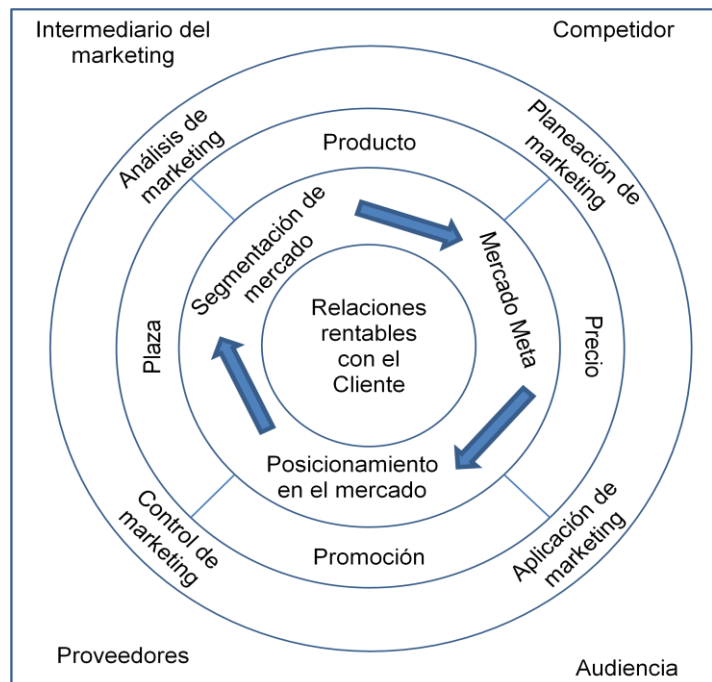 Intermediario del
marketing
Competidor
Análisis de
marketing
Planeación de
marketing
Producto
Segmentación de
mercado
Mercado Meta
Plaza
Relaciones
rentables
con el
Cliente
Precio
Posicionamiento
en el mercado
Control de
marketing
Aplicación de
marketing
Promoción
Proveedores
Audiencia